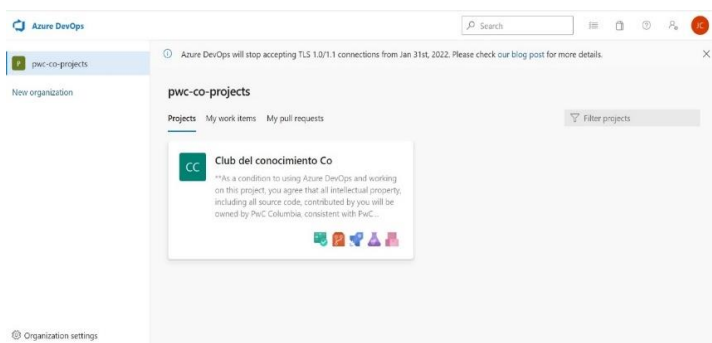 Azure DevOps
Search
JC
P pwc-co-projects
New organization
Azure DevOps will stop accepting TLS 1.0/1.1 connections from Jan 31st, 2022. Please check our blog post for more details.
pwc-co-projects
Projects My work items My pull requests
Filter projects
CC
Club del conocimiento Co
**As a condition to using Azure DevOps and working
on this project, you agree that all intellectual property,
including all source code, contributed by you will be
owned by PwC Columbia, consistent with PwC...
Organization settings